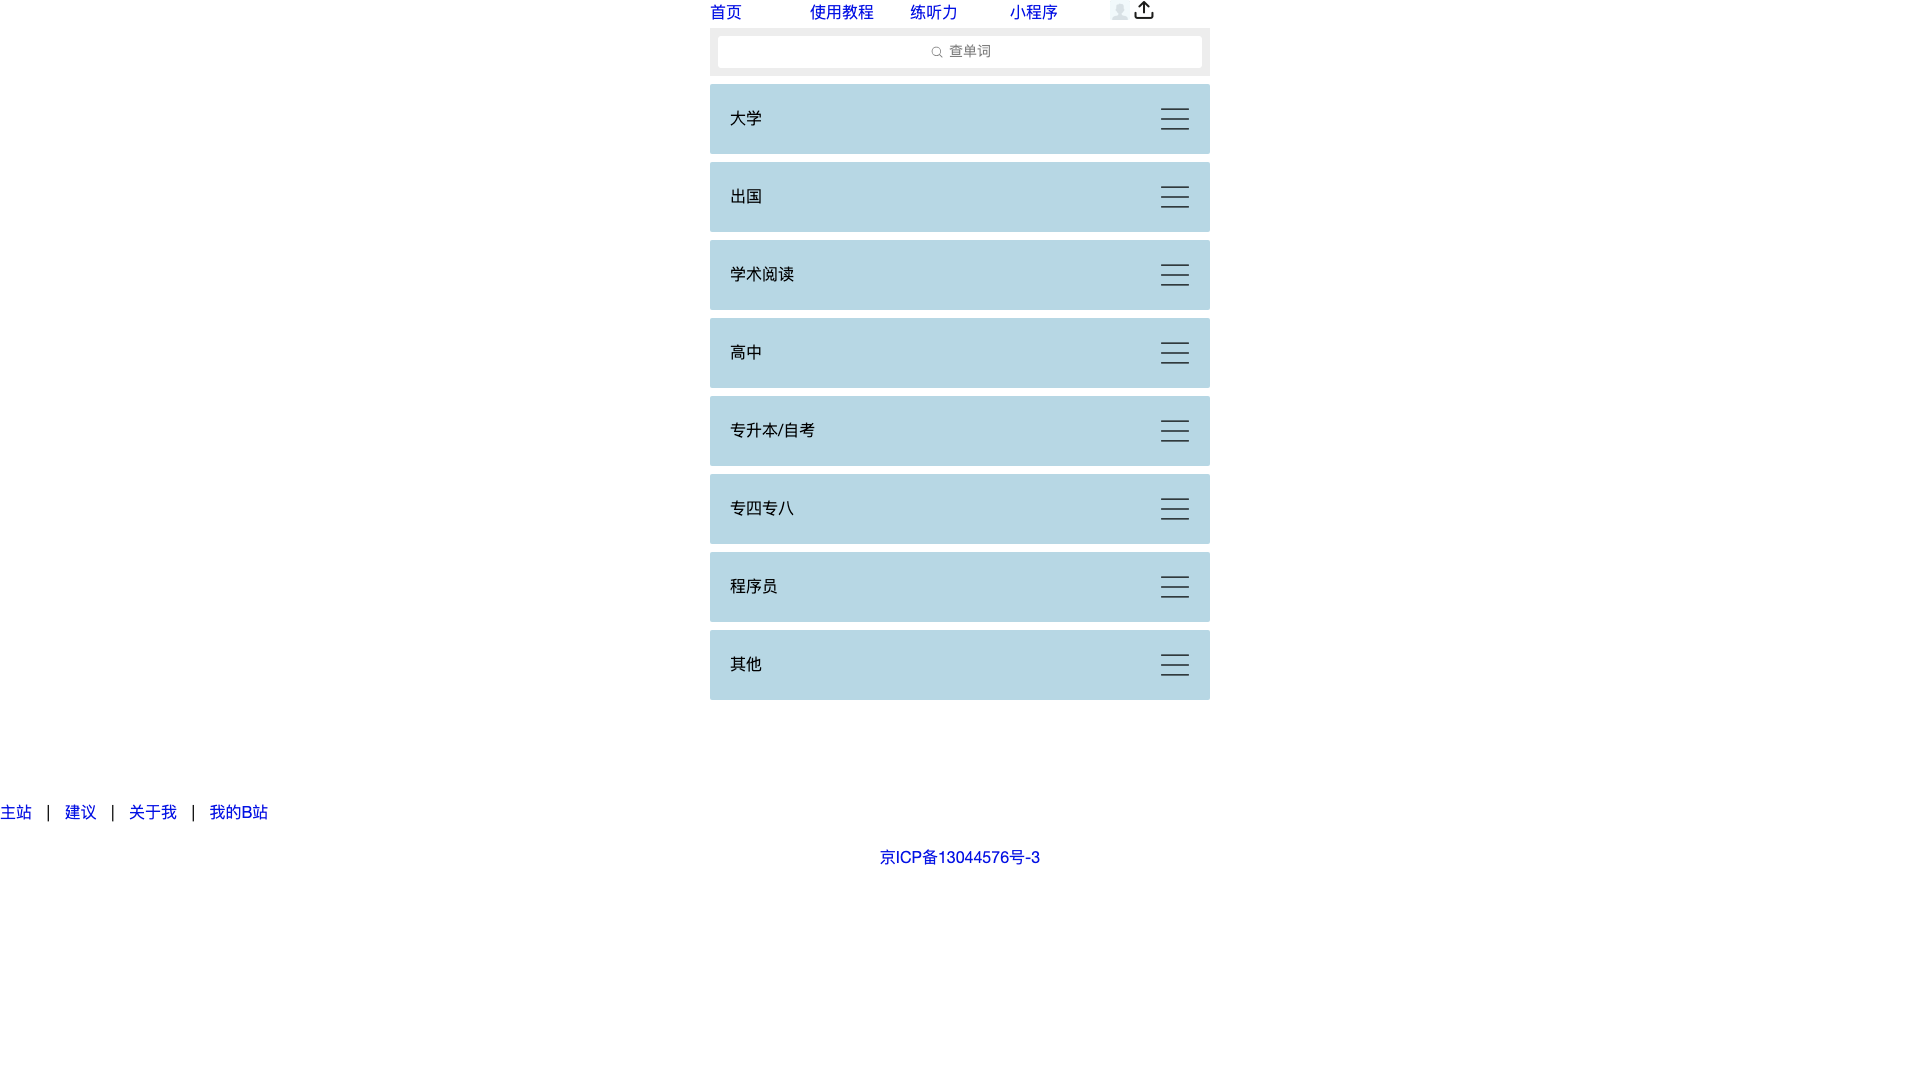 首页 使用教程 练听力 小程序
查单词
大学
出国
学术阅读
高中
专升本/自考
专四专八
程序员
其他
主站 | 建议 | 关于我 | 我的B站
京ICP备13044576号-3